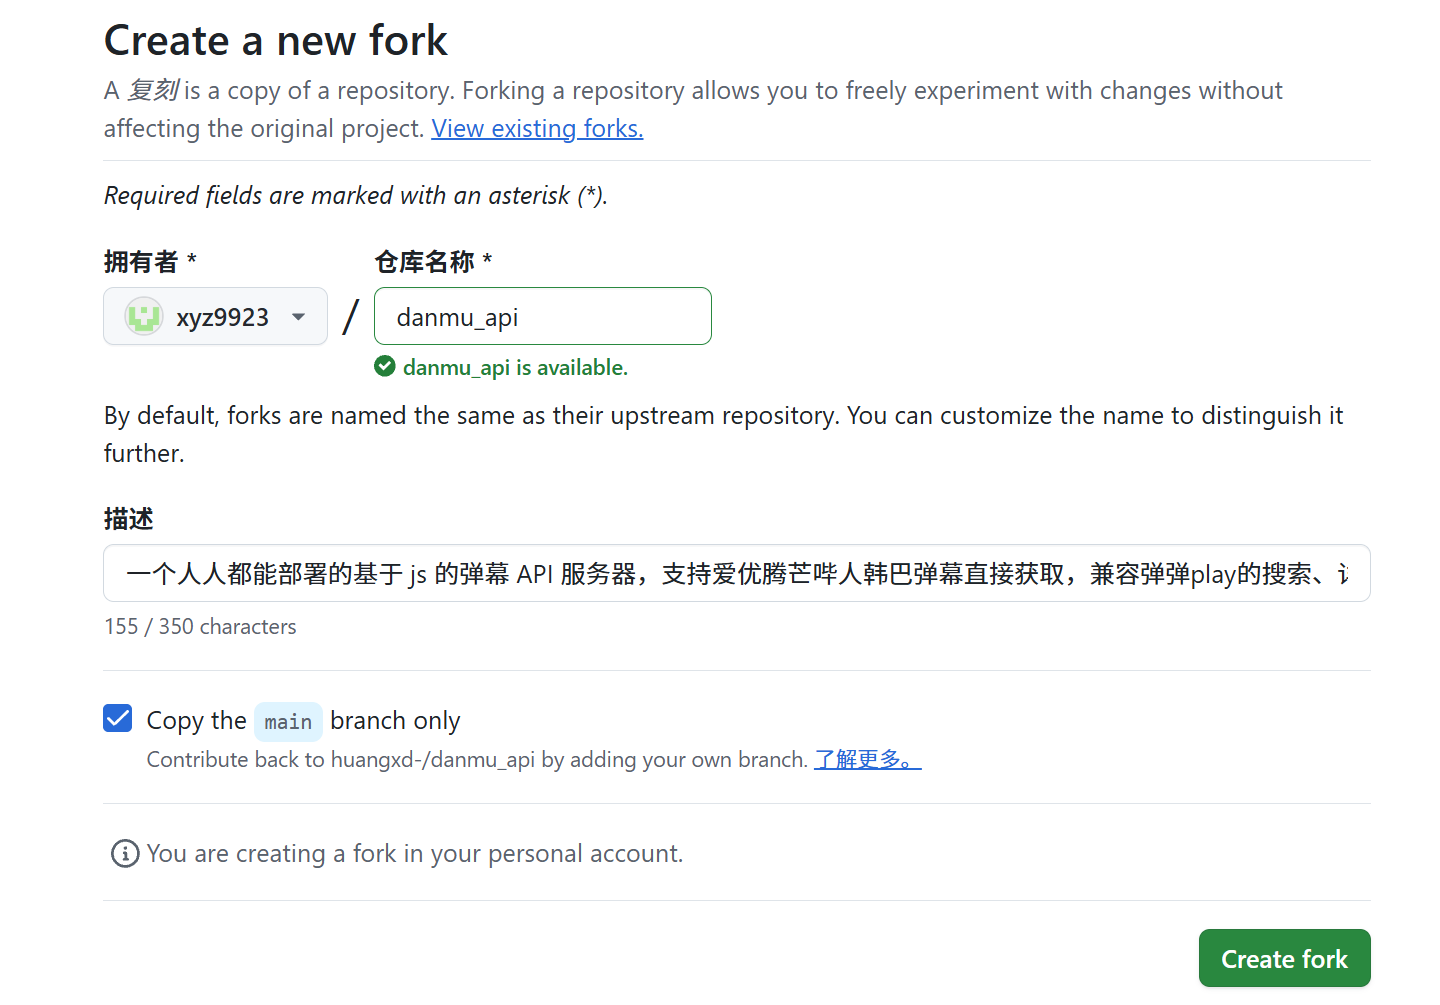 Create a new fork
A 复刻 is a copy of a repository. Forking a repository allows you to freely experiment with changes without
affecting the original project. View existing forks.
Required fields are marked with an asterisk (*).
拥有者 * 仓库名称 *
xyz9923 / danmu_api
danmu_api is available.
By default, forks are named the same as their upstream repository. You can customize the name to distinguish it
further.
描述
一个人人都能部署的基于 js 的弹幕 API 服务器，支持爱优腾芒哔人韩巴弹幕直接获取，兼容弹弹play的搜索、
155 / 350 characters
Copy the main branch only
Contribute back to huangxd-/danmu_api by adding your own branch. 了解更多。
You are creating a fork in your personal account.
Create fork